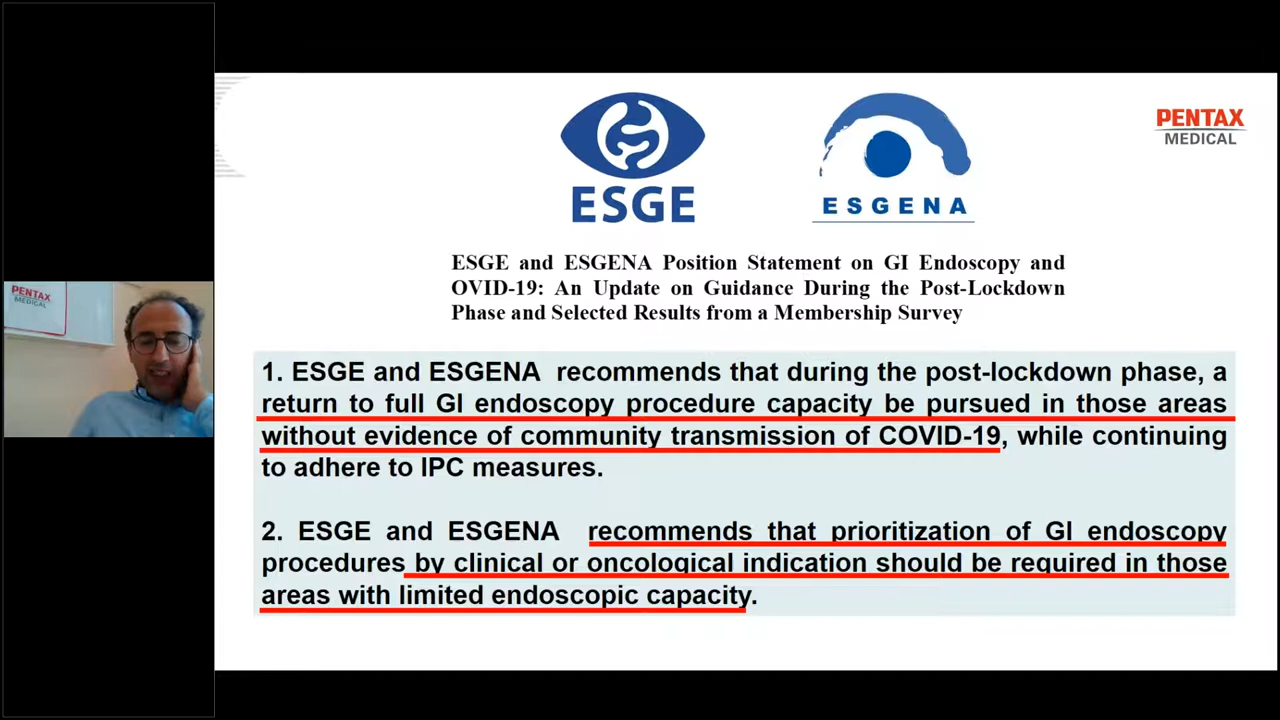 PENTAX
MEDICAL
ESGE
ESGENA
PENTAX
MEDICAL
ESGE and ESGENA Position Statement on GI Endoscopy and
OVID-19: An Update on Guidance During the Post-Lockdown
Phase and Selected Results from a Membership Survey
1. ESGE and ESGENA recommends that during the post-lockdown phase, a
return to full GI endoscopy procedure capacity be pursued in those areas
without evidence of community transmission of COVID-19, while continuing
to adhere to IPC measures.
2. ESGE and ESGENA recommends that prioritization of GI endoscopy
procedures by clinical or oncological indication should be required in those
areas with limited endoscopic capacity.